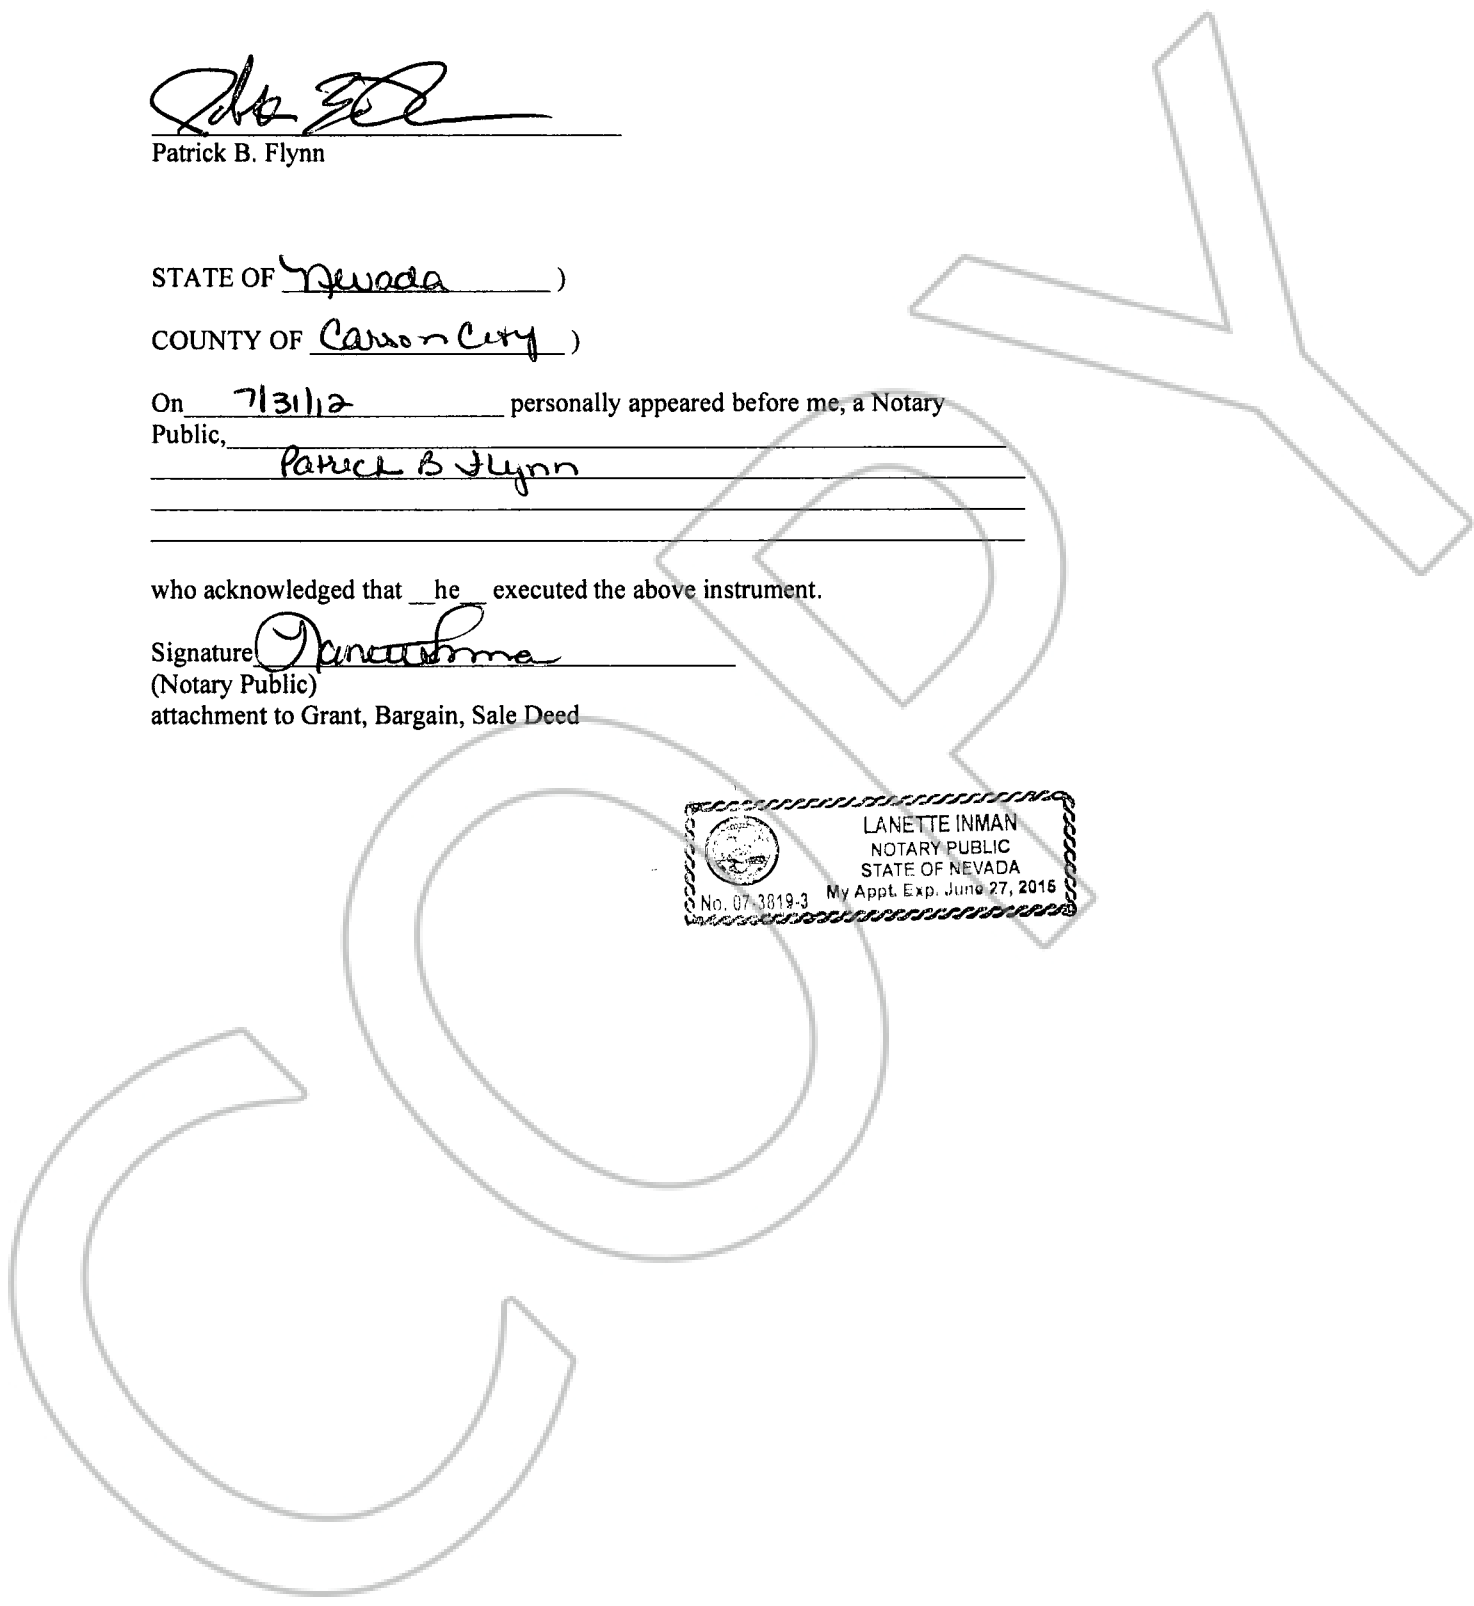 Patrick B. Flynn
STATE OF Nevada )
COUNTY OF Carson City )
On 7/31/12 personally appeared before me, a Notary
Public,
Patrick B Flynn
who acknowledged that __he__ executed the above instrument.
Signature
(Notary Public)
attachment to Grant, Bargain, Sale Deed
LANETTE INMAN
NOTARY PUBLIC
STATE OF NEVADA
No. 07-3819-3 My Appt. Exp. June 27, 2015
COPY